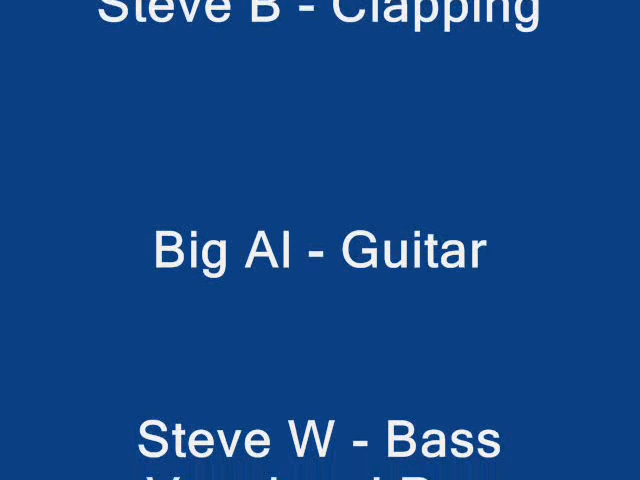 Steve B - Clapping
Big Al - Guitar
Steve W - Bass